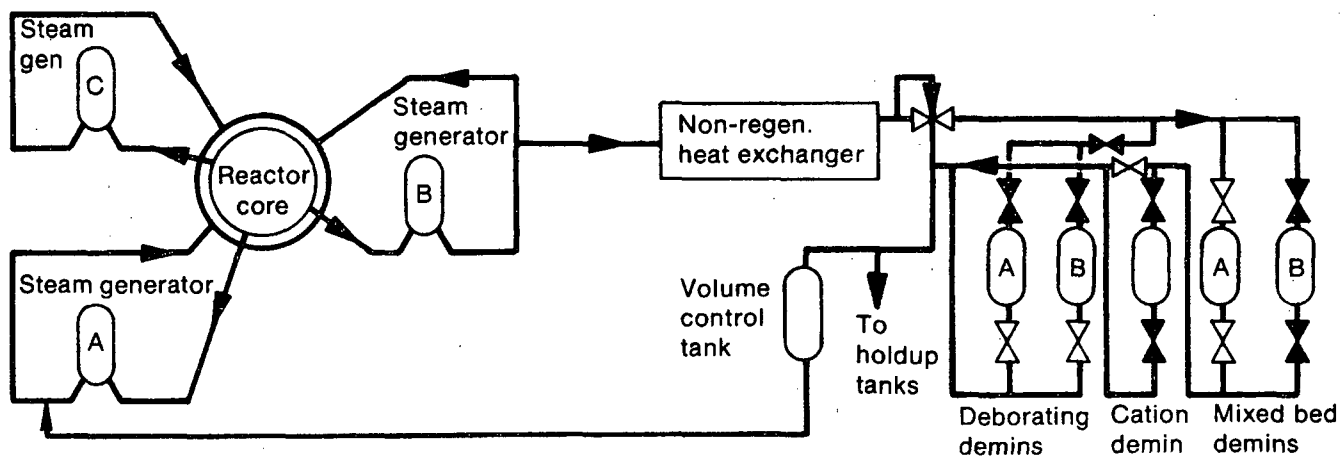 Steam
gen
C
Steam
generator
B
Reactor
core
Steam generator
A
Non-regen.
heat exchanger
Volume
control
tank
To
holdup
tanks
A
B
A
B
Deborating
demins
Cation
demin
Mixed bed
demins